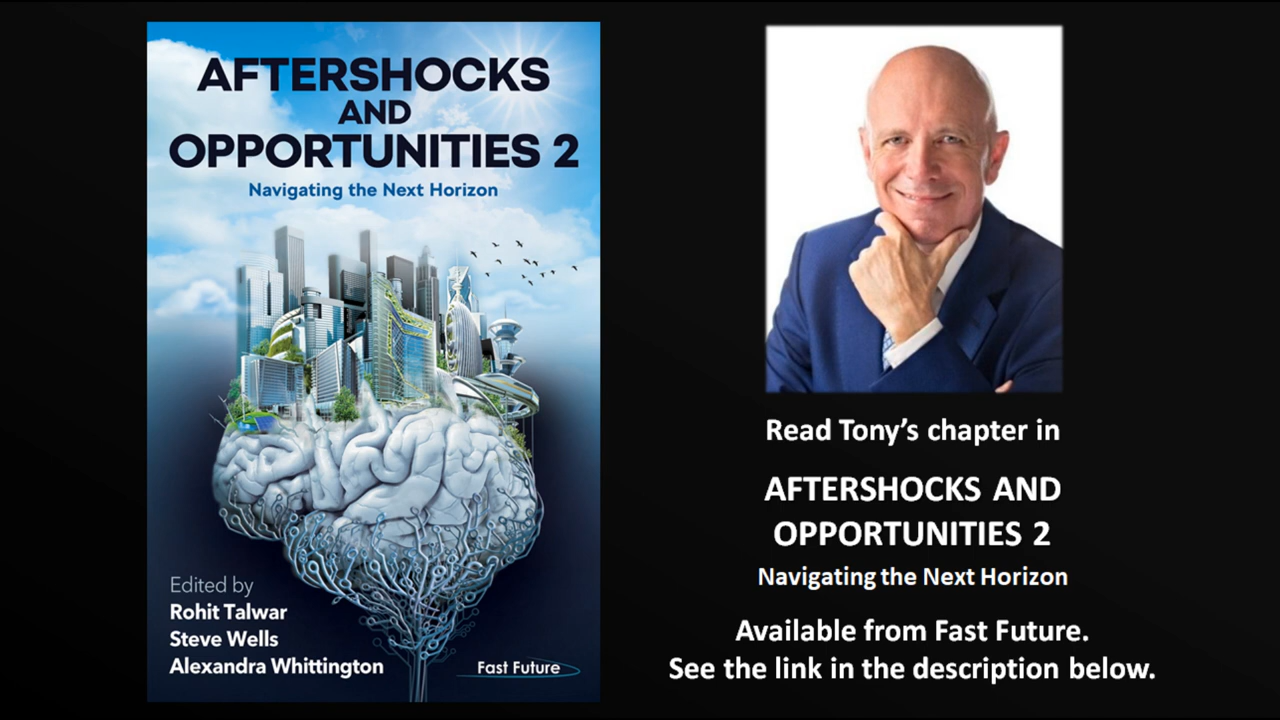 AFTERSHOCKS
AND
OPPORTUNITIES 2
Navigating the Next Horizon
Edited by
Rohit Talwar
Steve Wells
Alexandra Whittington
Fast Future
Read Tony’s chapter in
AFTERSHOCKS AND
OPPORTUNITIES 2
Navigating the Next Horizon
Available from Fast Future.
See the link in the description below.